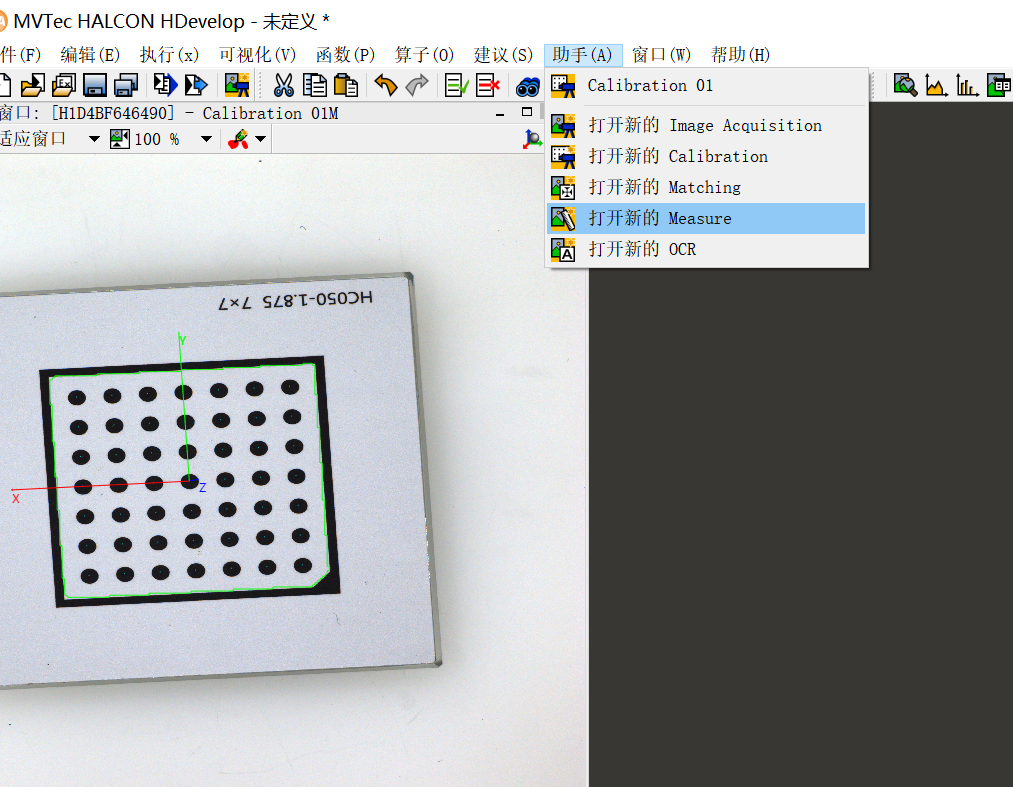 MVTec HALCON HDevelop - 未定义 *
件(F) 编辑(E) 执行(x) 可视化(V) 函数(P) 算子(O) 建议(S) 助手(A) 窗口(W) 帮助(H)
窗口: [H1D4BF646490] - Calibration 01M
适应窗口 100 %
Calibration 01
打开新的 Image Acquisition
打开新的 Calibration
打开新的 Matching
打开新的 Measure
打开新的 OCR
HC050-1.875 7×7
Y
X
Z